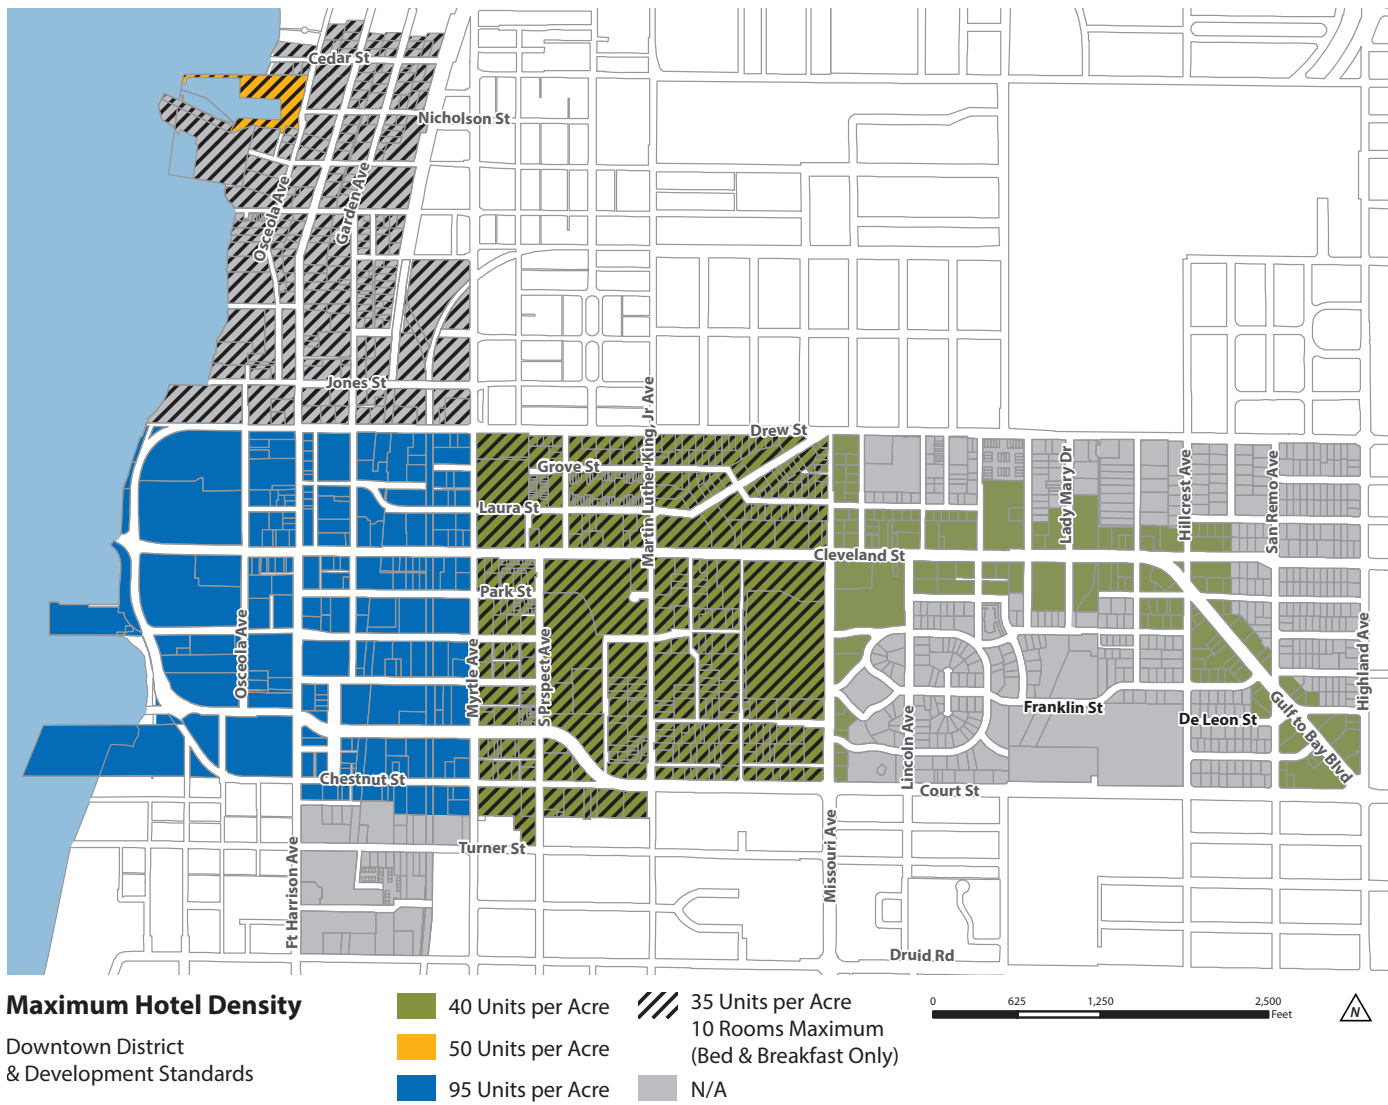 Cedar St
Nicholson St
Osceola Ave
Garden Ave
Jones St
Martin Luther King, Jr Ave
Drew St
Grove St
Laura St
Cleveland St
Lady Mary Dr
Hillcrest Ave
San Remo Ave
Park St
Osceola Ave
Myrtle Ave
S Prspect Ave
Highland Ave
Franklin St
De Leon St
Gulf to Bay Blvd
Lincoln Ave
Chestnut St
Court St
Ft Harrison Ave
Turner St
Missouri Ave
Druid Rd
Maximum Hotel Density
Downtown District
& Development Standards
40 Units per Acre
50 Units per Acre
95 Units per Acre
35 Units per Acre
10 Rooms Maximum
(Bed & Breakfast Only)
N/A
0 625 1,250 2,500
Feet
N